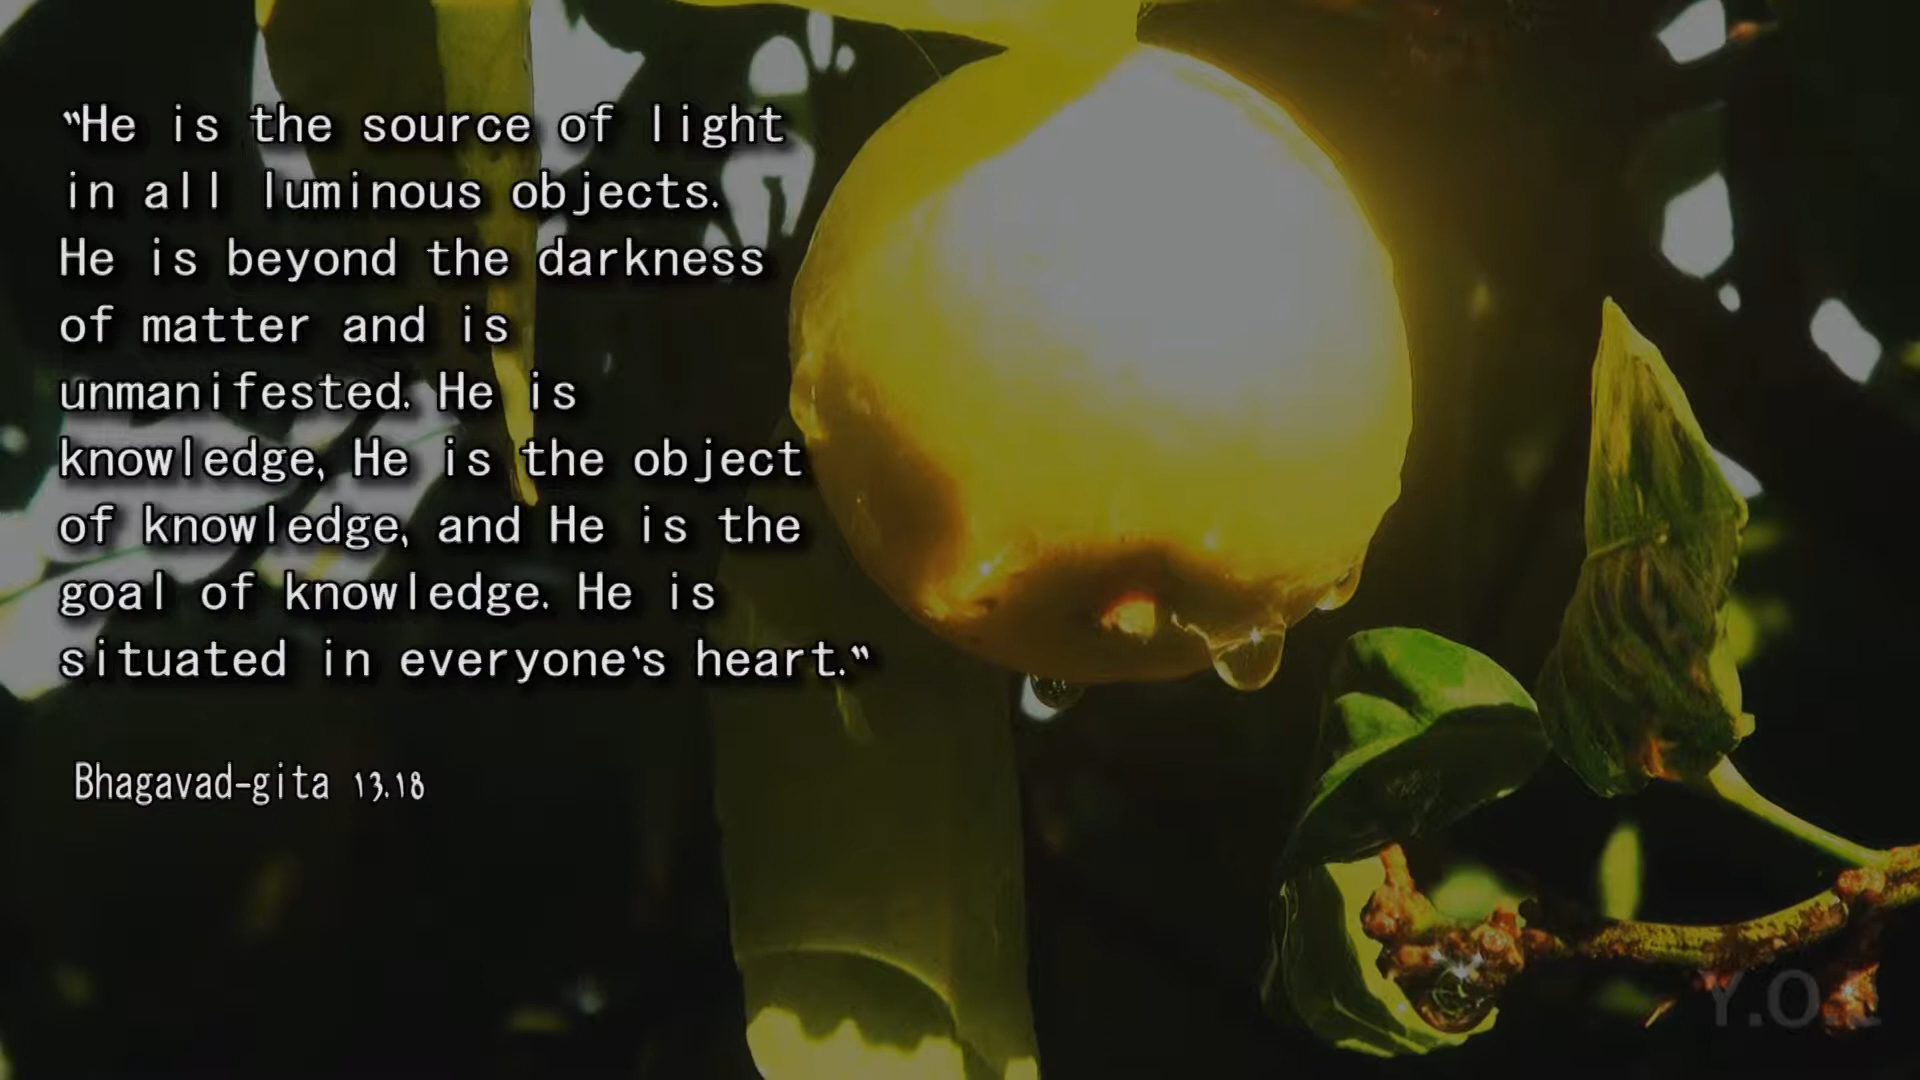 "He is the source of light
in all luminous objects.
He is beyond the darkness
of matter and is
unmanifested. He is
knowledge, He is the object
of knowledge, and He is the
goal of knowledge. He is
situated in everyone's heart."
Bhagavad-gita 13.18